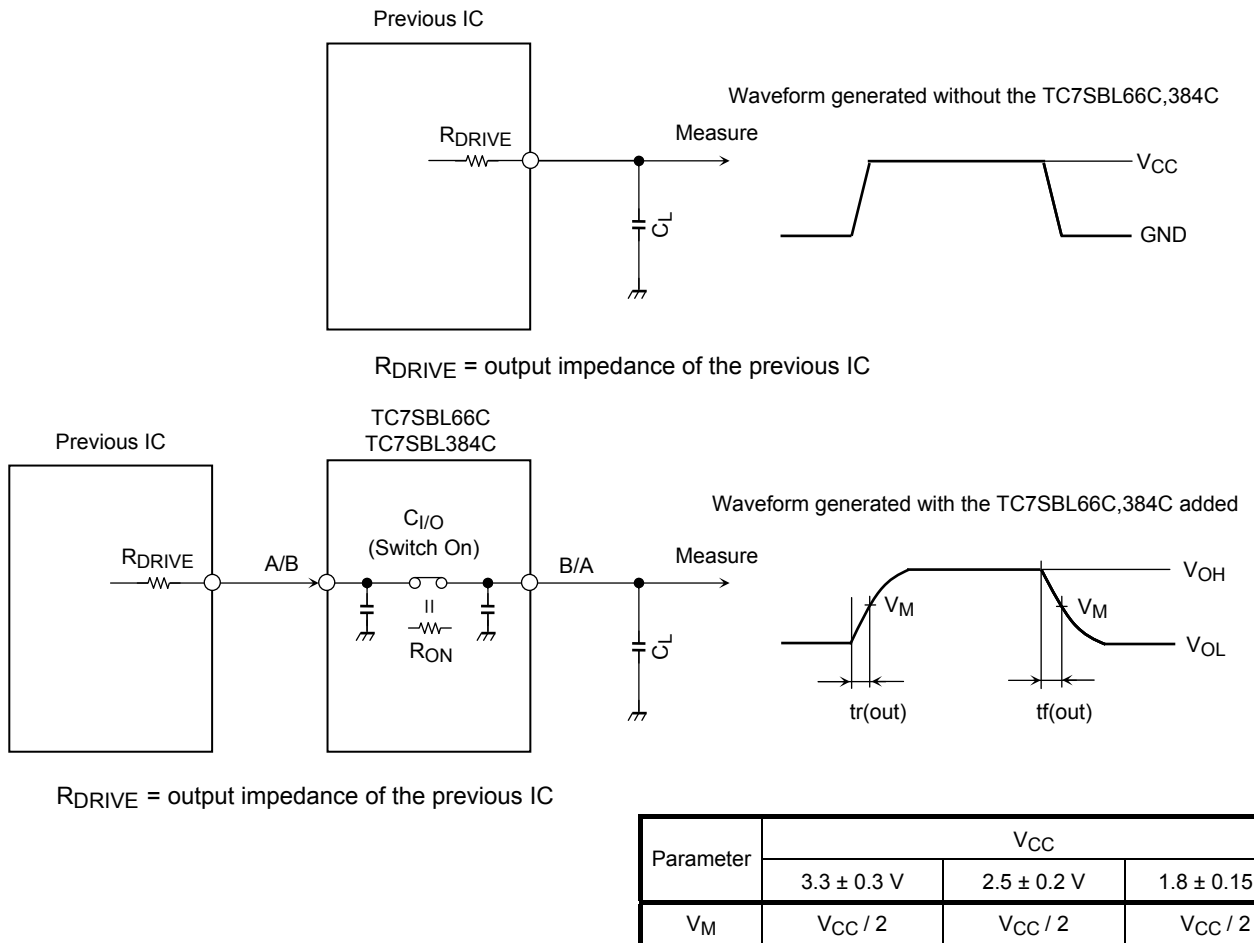 Previous IC
Waveform generated without the TC7SBL66C,384C
RDRIVE
Measure
VCC
CL
GND
RDRIVE = output impedance of the previous IC
TC7SBL66C
TC7SBL384C
Previous IC
Waveform generated with the TC7SBL66C,384C added
CI/O
(Switch On)
RDRIVE
A/B
B/A
Measure
VOH
VM
VM
RON
CL
VOL
tr(out)
tf(out)
RDRIVE = output impedance of the previous IC
Parameter
VCC
3.3 ± 0.3 V
2.5 ± 0.2 V
1.8 ± 0.15
VM
VCC / 2
VCC / 2
VCC / 2